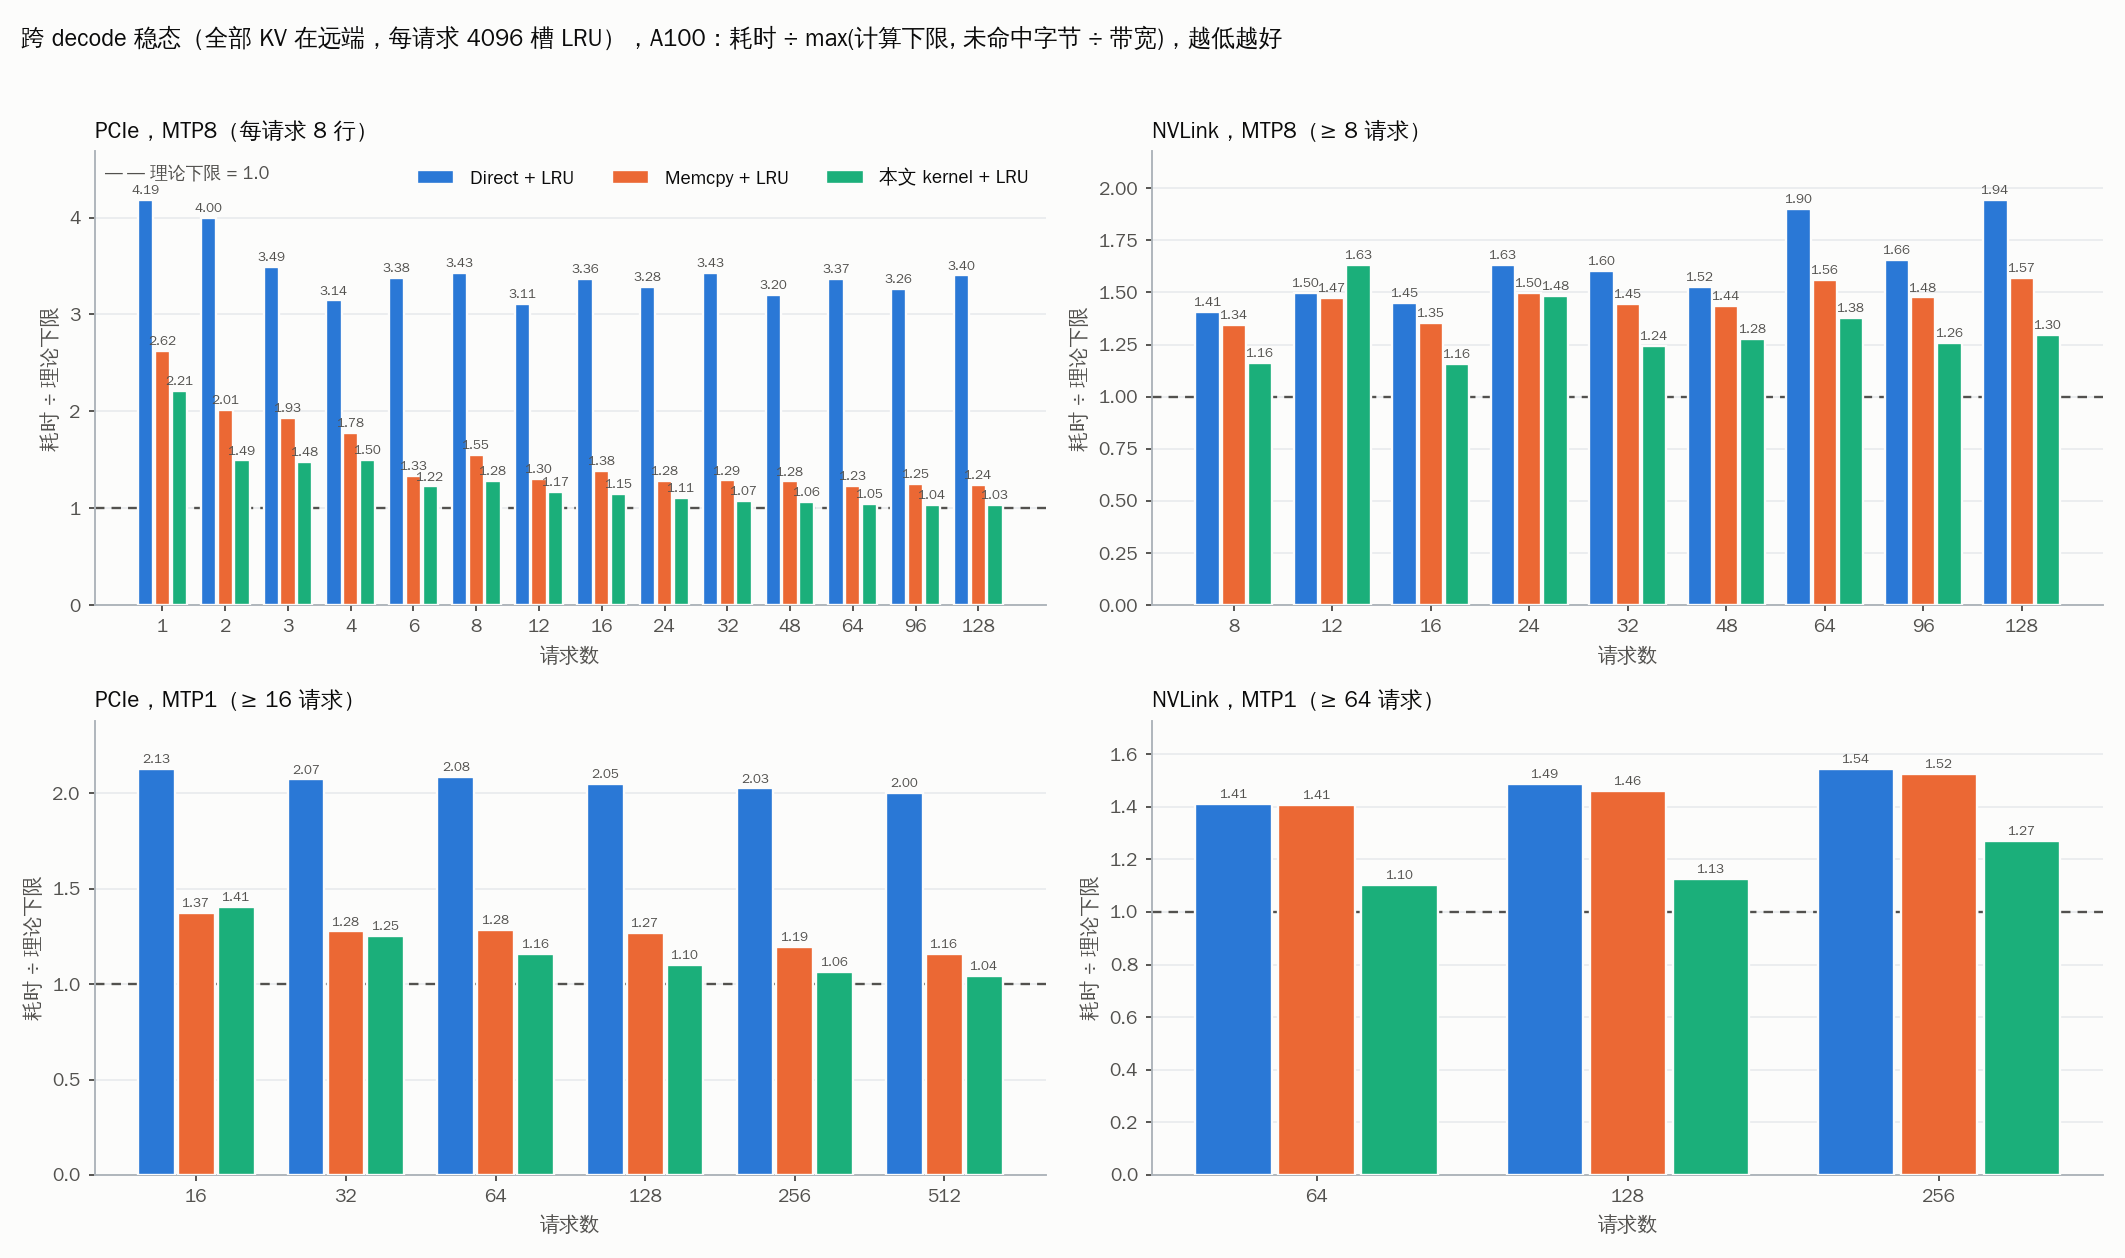 跨 decode 稳态（全部 KV 在远端，每请求 4096 槽 LRU），A100：耗时 ÷ max(计算下限, 未命中字节 ÷ 带宽)，越低越好
PCIe，MTP8（每请求 8 行）
—— 理论下限 = 1.0
Direct + LRU
Memcpy + LRU
本文 kernel + LRU
耗时 ÷ 理论下限
4
3
2
1
0
4.19 2.62 2.21
4.00 2.01 1.49
3.49 1.93 1.48
3.14 1.78 1.50
3.38 1.33 1.22
3.43 1.55 1.28
3.11 1.30 1.17
3.36 1.38 1.15
3.28 1.28 1.11
3.43 1.29 1.07
3.20 1.28 1.06
3.37 1.23 1.05
3.26 1.25 1.04
3.40 1.24 1.03
1 2 3 4 6 8 12 16 24 32 48 64 96 128
请求数
NVLink，MTP8（≥ 8 请求）
耗时 ÷ 理论下限
2.00
1.75
1.50
1.25
1.00
0.75
0.50
0.25
0.00
1.41 1.34 1.16
1.50 1.47 1.63
1.45 1.35 1.16
1.63 1.50 1.48
1.60 1.45 1.24
1.52 1.44 1.28
1.90 1.56 1.38
1.66 1.48 1.26
1.94 1.57 1.30
8 12 16 24 32 48 64 96 128
请求数
PCIe，MTP1（≥ 16 请求）
耗时 ÷ 理论下限
2.0
1.5
1.0
0.5
0.0
2.13 1.37 1.41
2.07 1.28 1.25
2.08 1.28 1.16
2.05 1.27 1.10
2.03 1.19 1.06
2.00 1.16 1.04
16 32 64 128 256 512
请求数
NVLink，MTP1（≥ 64 请求）
耗时 ÷ 理论下限
1.6
1.4
1.2
1.0
0.8
0.6
0.4
0.2
0.0
1.41 1.41 1.10
1.49 1.46 1.13
1.54 1.52 1.27
64 128 256
请求数